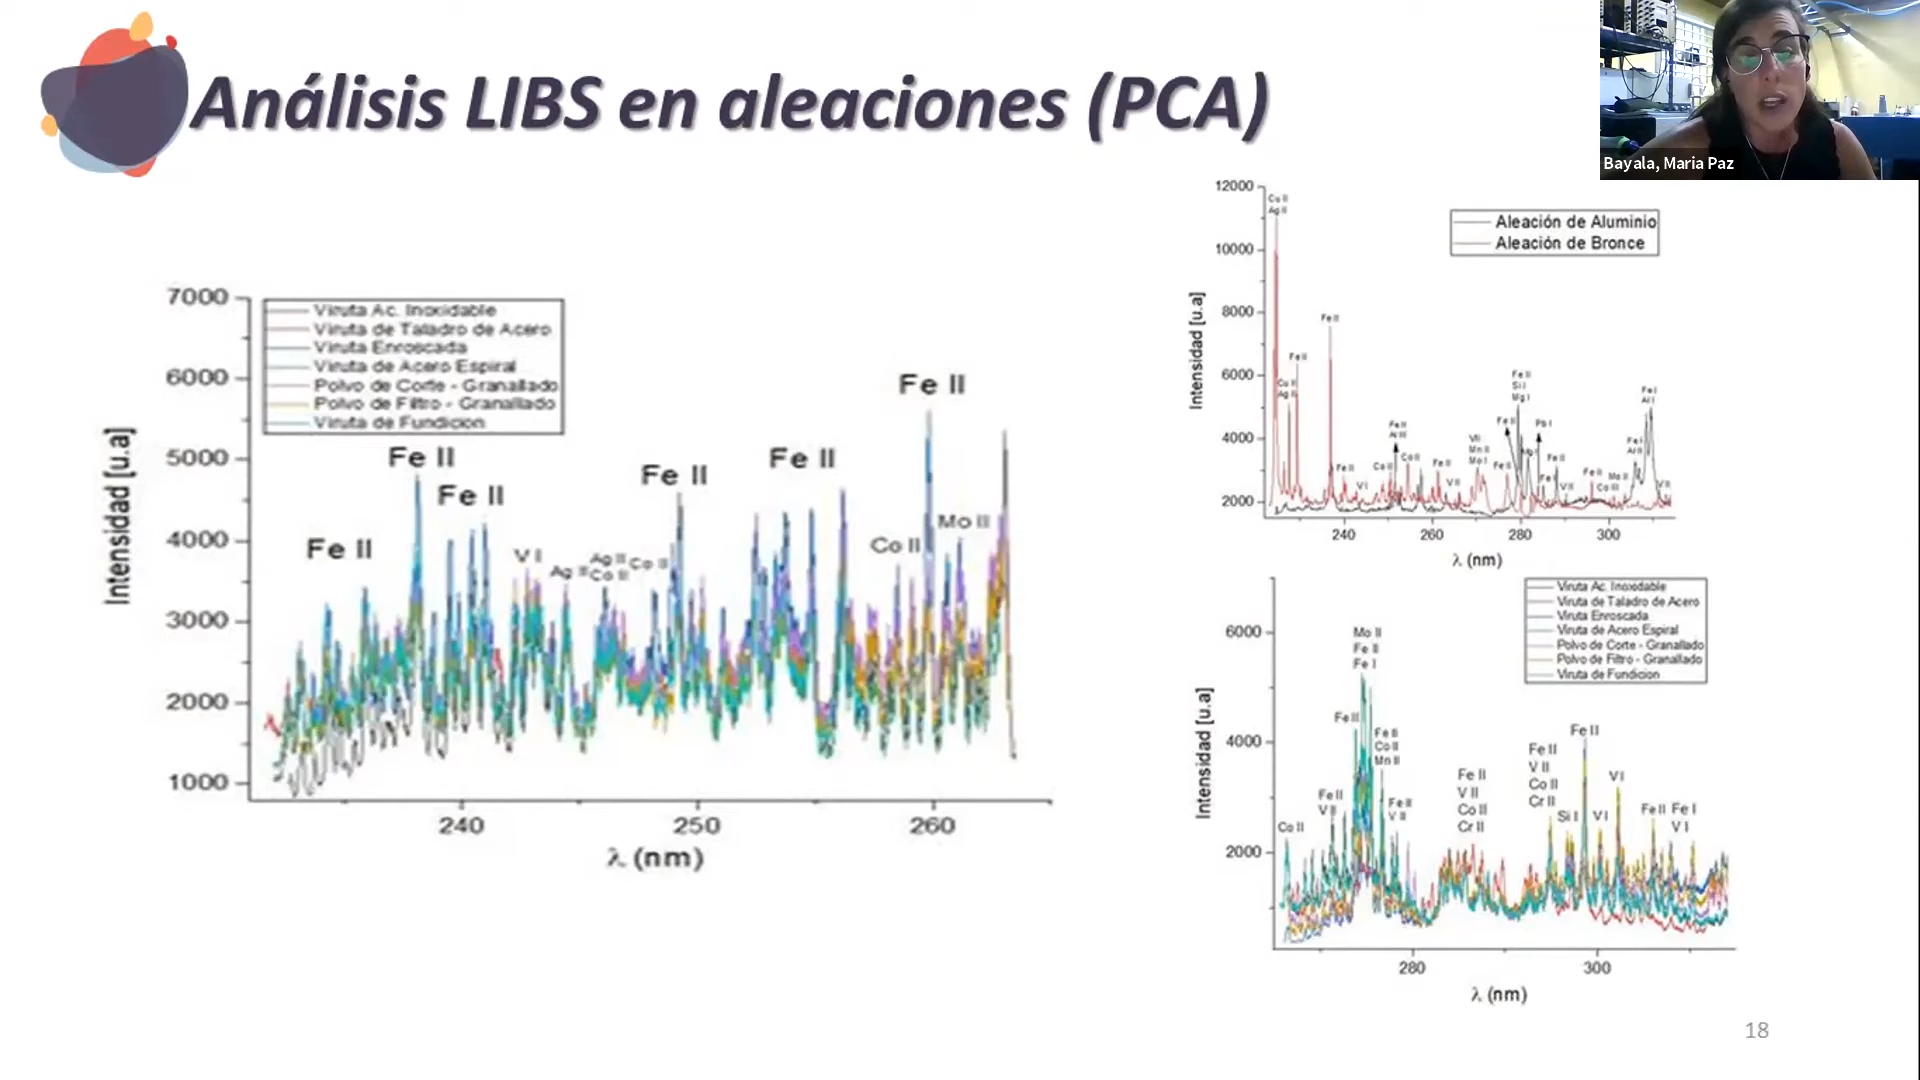 Análisis LIBS en aleaciones (PCA)
Bayala, Maria Paz
7000
6000
5000
4000
3000
2000
1000
Intensidad [u.a]
Viruta Ac. Inoxidable
Viruta de Taladro de Acero
Viruta Enroscada
Viruta de Acero Espiral
Polvo de Corte - Granallado
Polvo de Filtro - Granallado
Viruta de Fundicion
Fe II
Fe II
Fe II
V I
Ag II
Ag II
Co II
Co II
Fe II
Fe II
Co II
Fe II
Mo II
240
250
260
λ (nm)
12000
10000
8000
6000
4000
2000
Intensidad [u.a]
Aleación de Aluminio
Aleación de Bronce
Cu II
Ag II
Cu II
Ag II
Fe II
Fe II
Fe II
V I
Co II
Fe II
Al II
Co II
Fe II
V I
V II
Mn II
Mo I
Fe II
Fe II
Fe II
Si I
Mg I
Pb I
Fe II
V II
Fe II
Co II
Mo II
Fe I
Al I
Fe I
Al I
V II
240
260
280
300
λ (nm)
6000
4000
2000
Intensidad [u.a]
Viruta Ac. Inoxidable
Viruta de Taladro de Acero
Viruta Enroscada
Viruta de Acero Espiral
Polvo de Corte - Granallado
Polvo de Filtro - Granallado
Viruta de Fundicion
Co II
Fe II
V II
Fe II
Mo II
Fe II
Fe I
Fe II
Co II
Mn II
Fe II
V II
Fe II
V II
Co II
Cr II
Fe II
V II
Co II
Cr II
Si I
Fe II
V I
V I
Fe II
Fe I
V I
280
300
λ (nm)
18